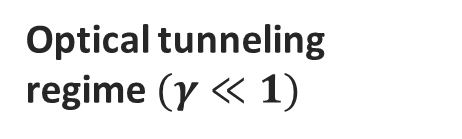 Optical tunneling
regime (γ ≪ 1)